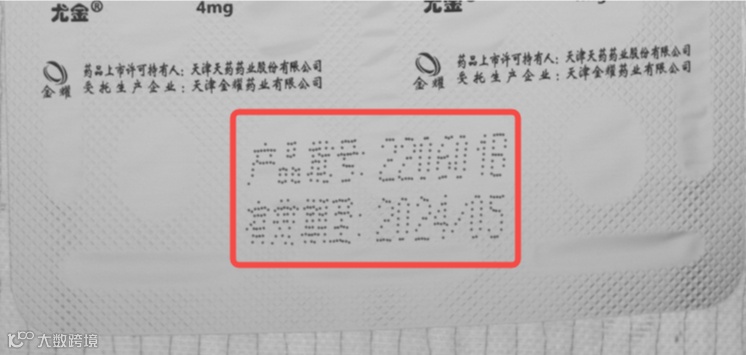 尤金® 4mg 尤金®
金耀 药品上市许可持有人：天津天药药业股份有限公司
受托生产企业：天津金耀药业有限公司
金耀 药品上市许可持有人：天津天药药业股份有限公司
受托生产企业：天津金耀药业有限公司
产品批号：
有效期至：2024/05
大数跨境